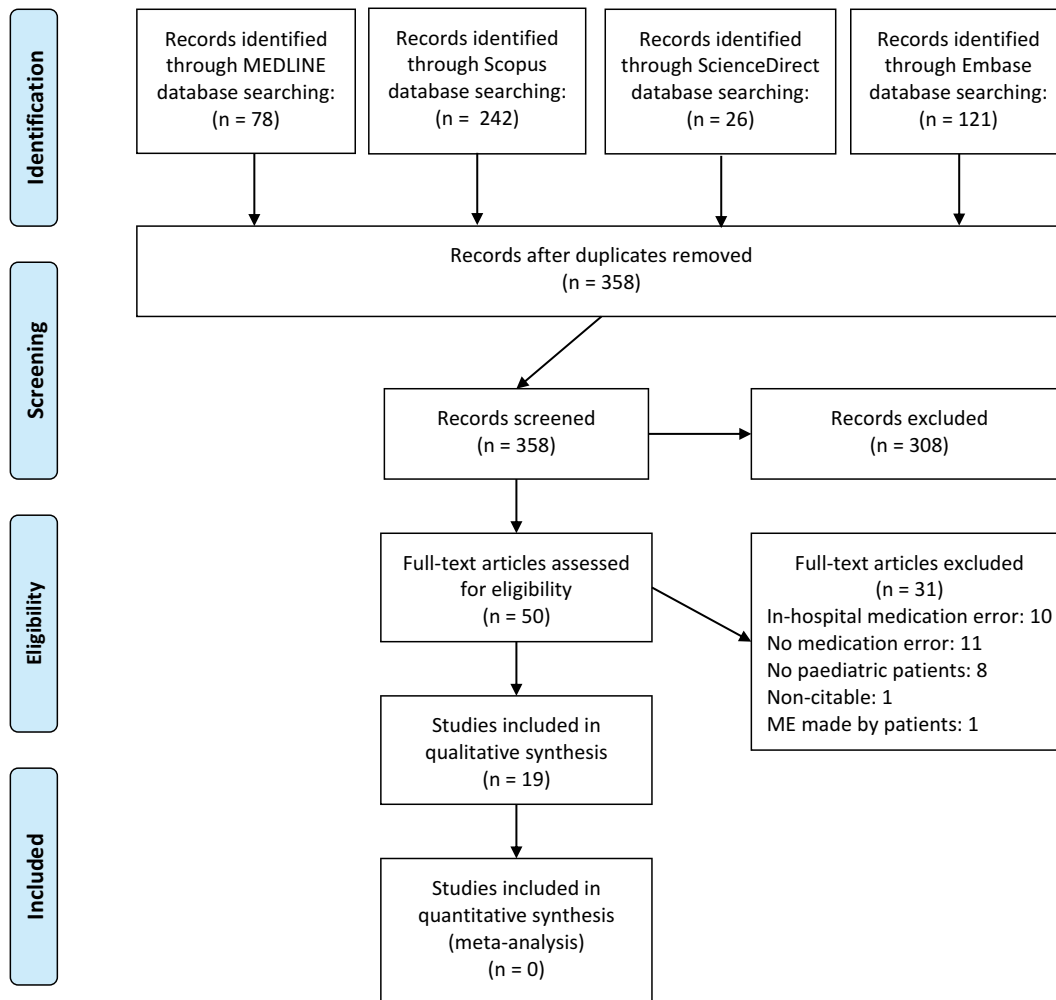 Identification
Records identified
through MEDLINE
database searching:
(n = 78)
Records identified
through Scopus
database searching:
(n = 242)
Records identified
through ScienceDirect
database searching:
(n = 26)
Records identified
through Embase
database searching:
(n = 121)
Records after duplicates removed
(n = 358)
Screening
Records screened
(n = 358)
Records excluded
(n = 308)
Eligibility
Full-text articles assessed
for eligibility
(n = 50)
Full-text articles excluded
(n = 31)
In-hospital medication error: 10
No medication error: 11
No paediatric patients: 8
Non-citable: 1
ME made by patients: 1
Studies included in
qualitative synthesis
(n = 19)
Included
Studies included in
quantitative synthesis
(meta-analysis)
(n = 0)